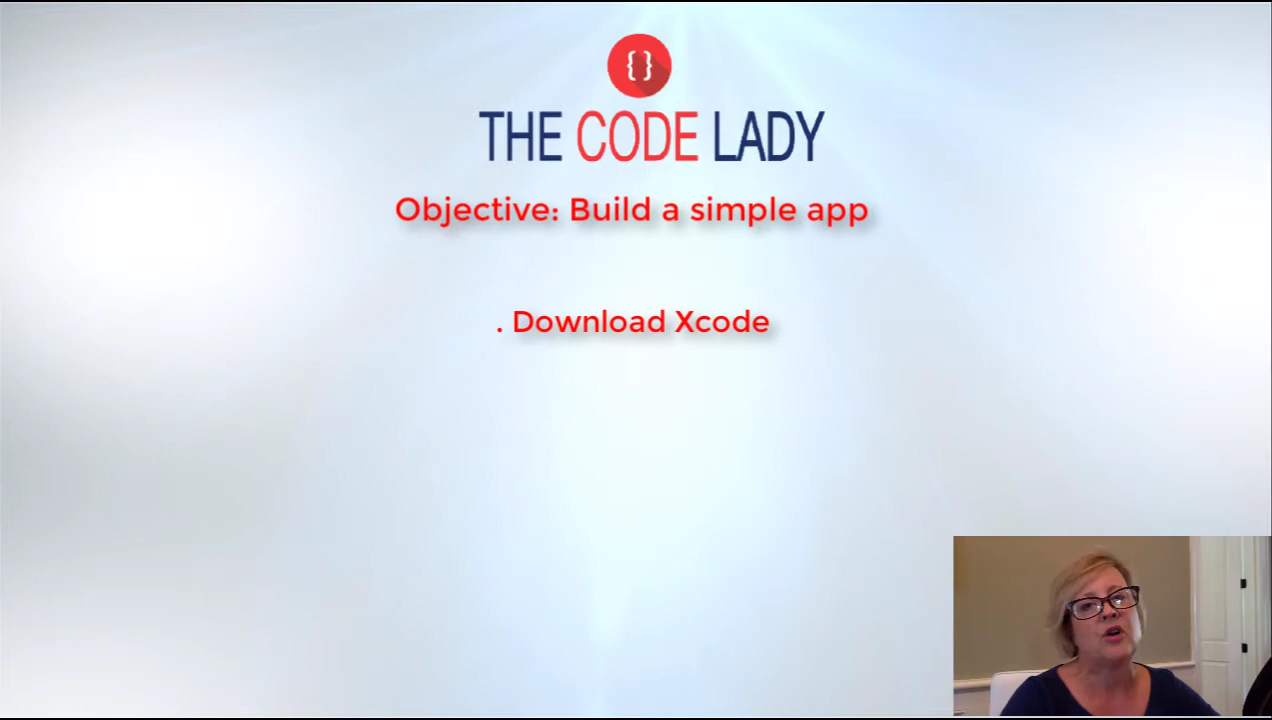 { }
THE CODE LADY
Objective: Build a simple app
. Download Xcode